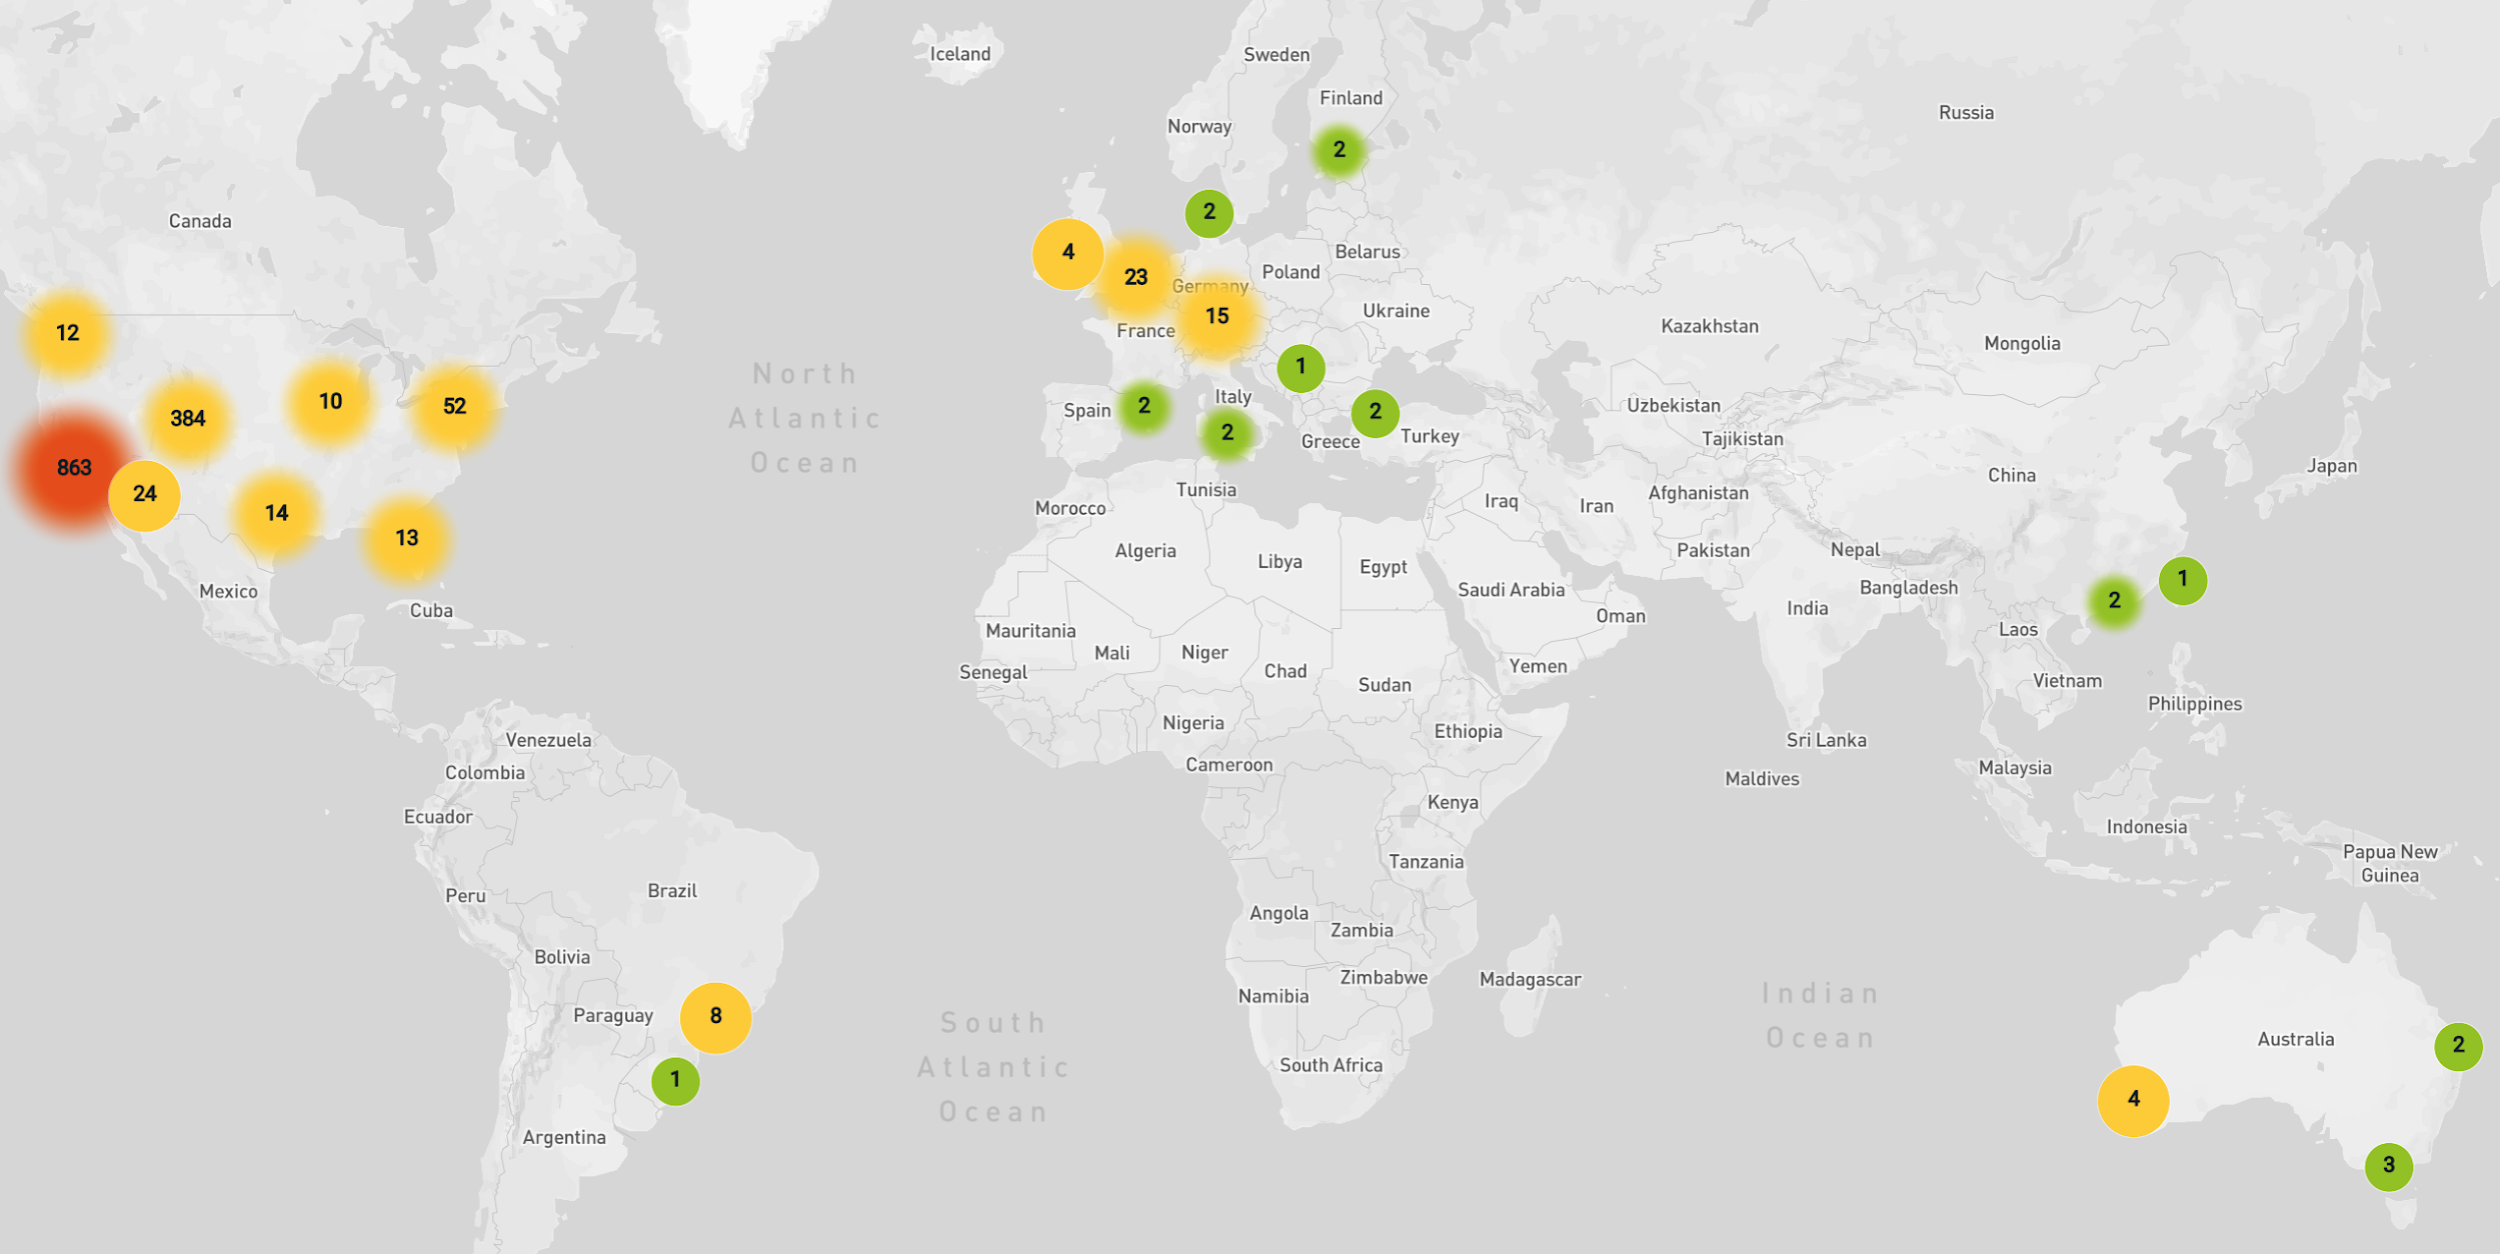 Iceland
Sweden
Finland
Russia
Norway
2
Canada
2
4
Belarus
23
Poland
Germany
15
Ukraine
France
Kazakhstan
Mongolia
12
North
Atlantic
Ocean
1
384
10
52
Spain
2
Italy
2
2
Greece
Turkey
Uzbekistan
Tajikistan
China
Japan
863
24
14
13
Tunisia
Morocco
Iraq
Iran
Afghanistan
Algeria
Libya
Egypt
Pakistan
Nepal
Saudi Arabia
Bangladesh
1
2
Mexico
Cuba
India
Oman
Mauritania
Laos
Mali
Niger
Senegal
Chad
Sudan
Yemen
Vietnam
Philippines
Nigeria
Ethiopia
Venezuela
Sri Lanka
Colombia
Cameroon
Malaysia
Maldives
Ecuador
Kenya
Indonesia
Tanzania
Papua New
Guinea
Peru
Brazil
Angola
Zambia
Bolivia
Zimbabwe
Madagascar
Namibia
Indian
Ocean
Paraguay
8
South
Atlantic
Ocean
Australia
2
South Africa
1
4
Argentina
3